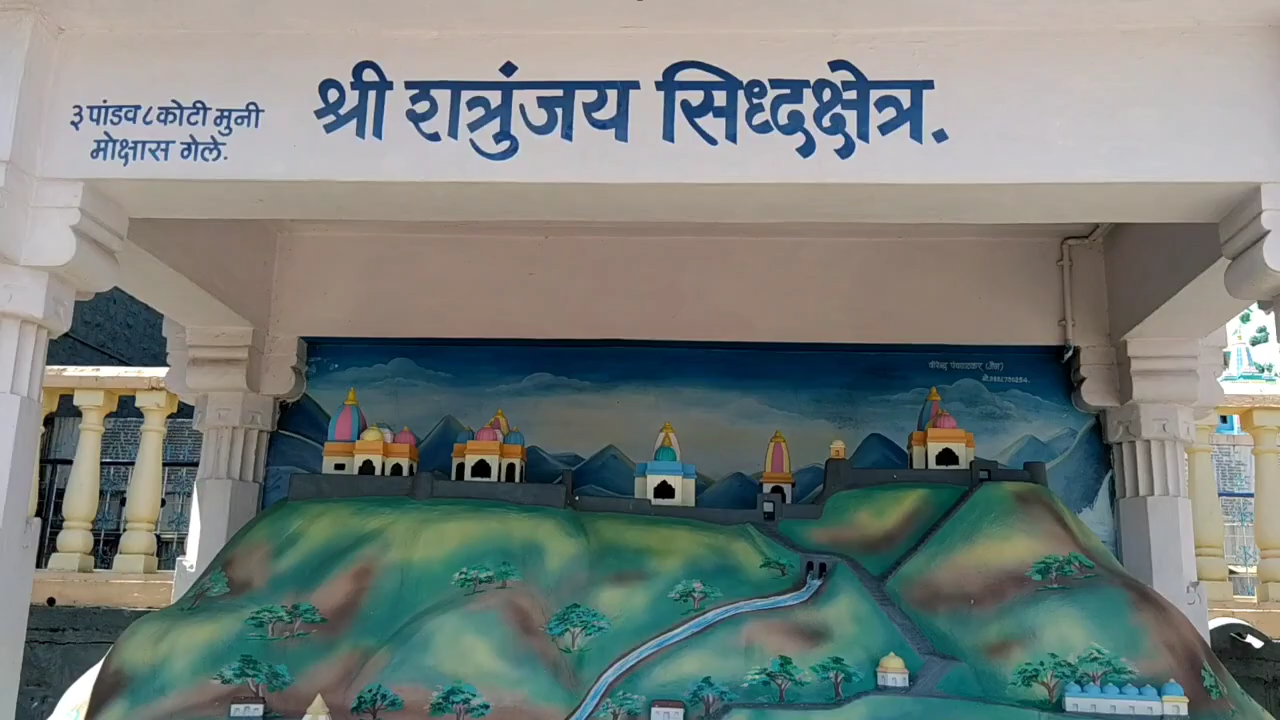 श्री शत्रुंजय सिध्दक्षेत्र.
३ पांडव ८ कोटी मुनी
मोक्षास गेले.